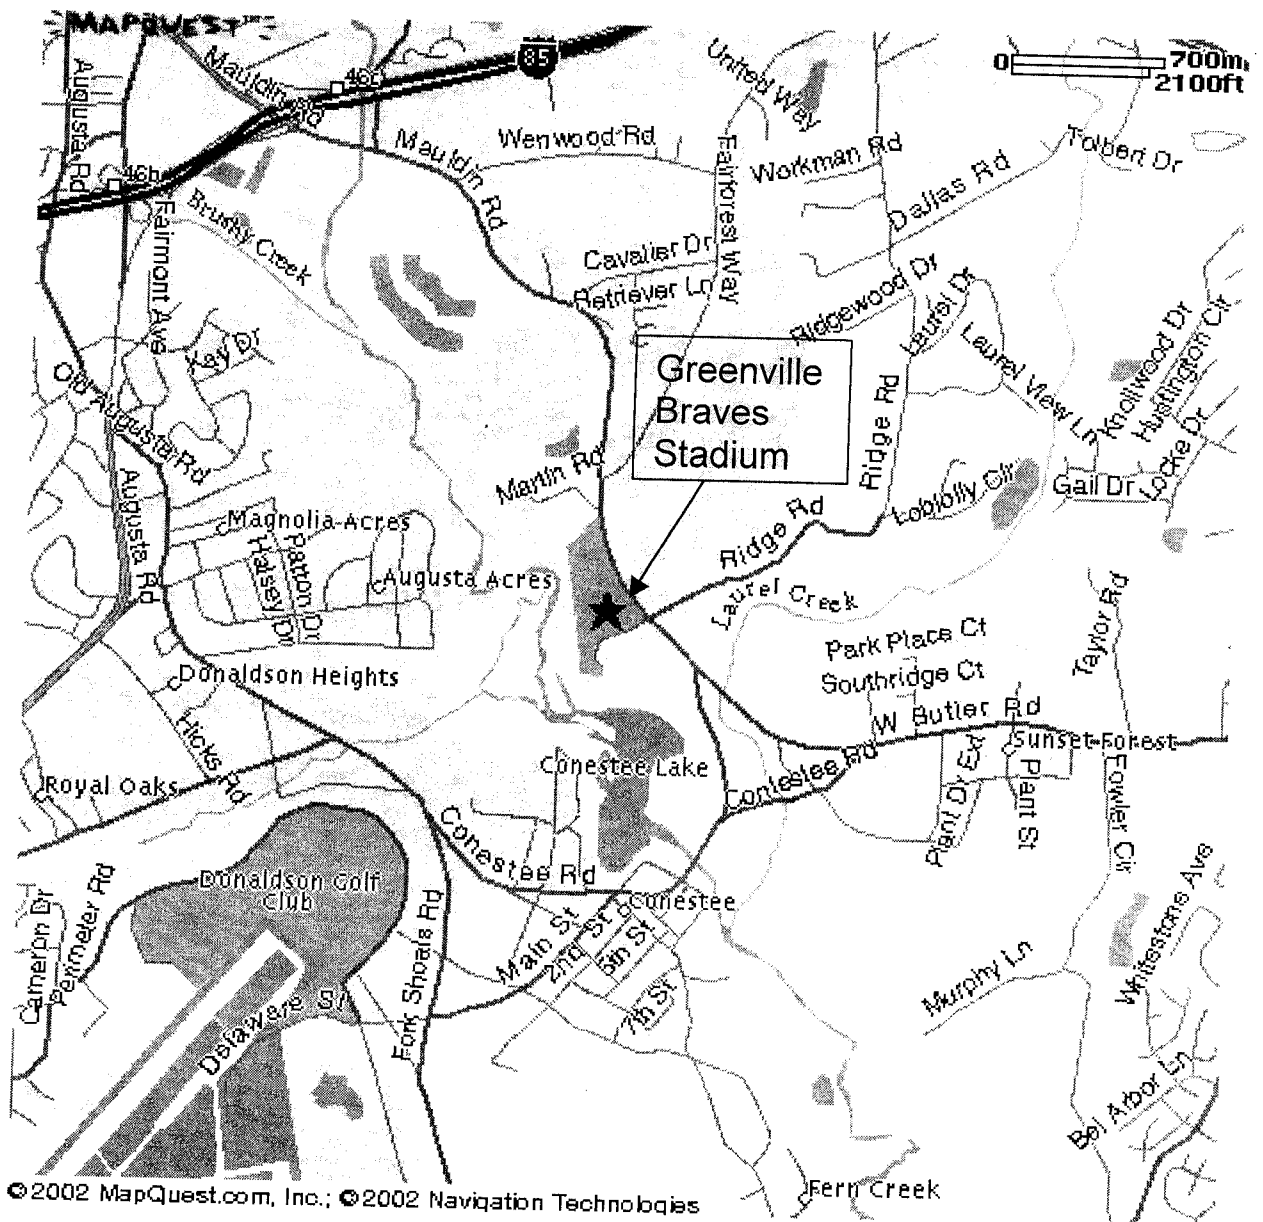 MAPQUEST
85
0 700m
2100ft
Augusta Rd
Mauldin Rd
46c
46b
Mauldin Rd
Wenwood Rd
United Way
Fairforest Way
Workman Rd
Dallas Rd
Tolbert Dr
Fairmont Ave
Brushy Creek
Cavalier Dr
Retriever Ln
Ridgewood Dr
Laurel Dr
Laurel View Ln
Knollwood Dr
Huntington Cir
Locke Dr
Kay Dr
Old Augusta Rd
Greenville
Braves
Stadium
Ridge Rd
Martin Rd
Loblolly Cir
Gail Dr
Augusta Rd
Magnolia Acres
Halsey Dr
Patton Dr
Augusta Acres
Ridge Rd
Laurel Creek
Taylor Rd
Park Place Ct
Southridge Ct
Donaldson Heights
W Butler Rd
Sunset Forest
Hicks Rd
Royal Oaks
Conestee Lake
Conestee Rd
Plant Dr Ext
Plant St
Fowler Cir
Conestee Rd
Donaldson Golf
Club
Conestee
Cameron Dr
Perimeter Rd
Fork Shoals Rd
Main St
2nd St
5th St
7th St
Murphy Ln
Whitestone Ave
Delaware St
Bel Arbor Ln
Fern Creek
©2002 MapQuest.com, Inc.; ©2002 Navigation Technologies